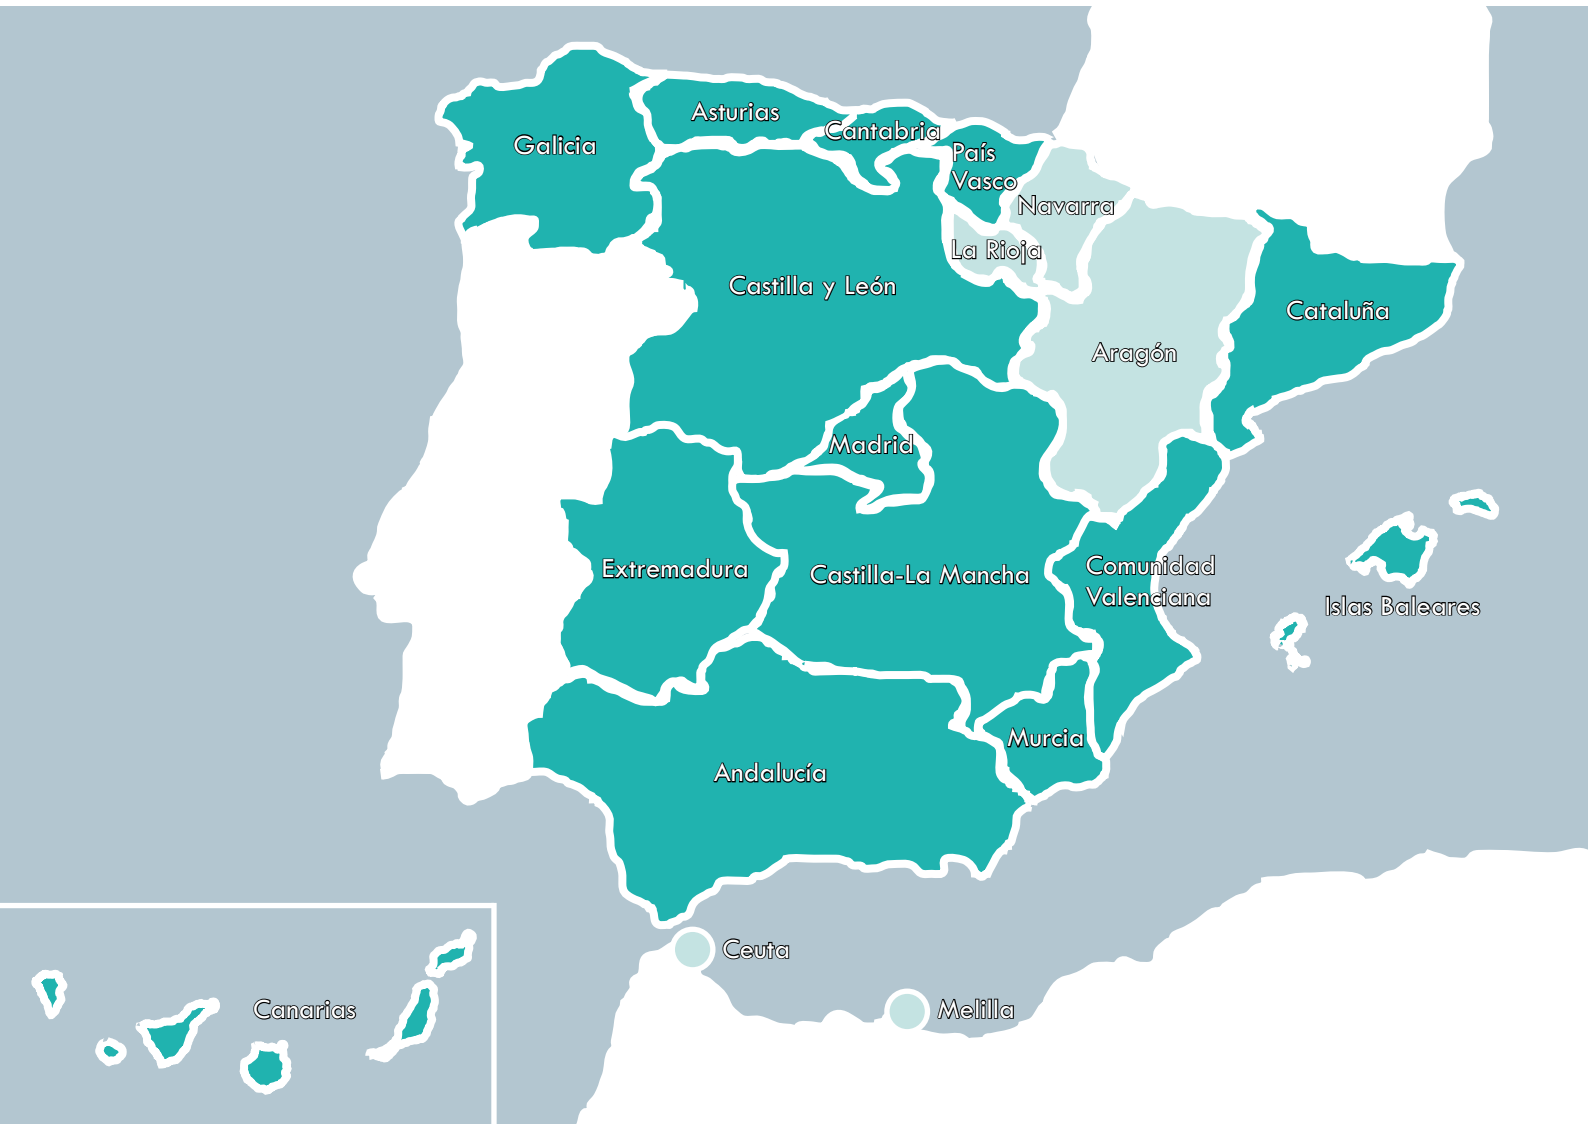 Asturias
Cantabria
Galicia
País
Vasco
Navarra
La Rioja
Castilla y León
Cataluña
Aragón
Madrid
Extremadura
Castilla-La Mancha
Comunidad
Valenciana
Islas Baleares
Murcia
Andalucía
Ceuta
Canarias
Melilla